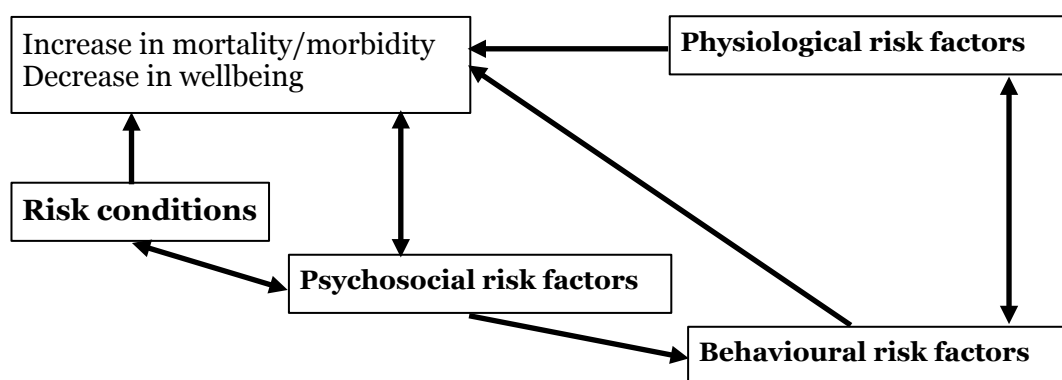 Increase in mortality/morbidity
Decrease in wellbeing
Physiological risk factors
Risk conditions
Psychosocial risk factors
Behavioural risk factors